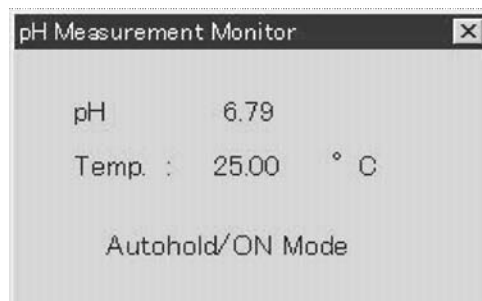 pH Measurement Monitor
pH 6.79
Temp. : 25.00 ° C
Autohold/ON Mode